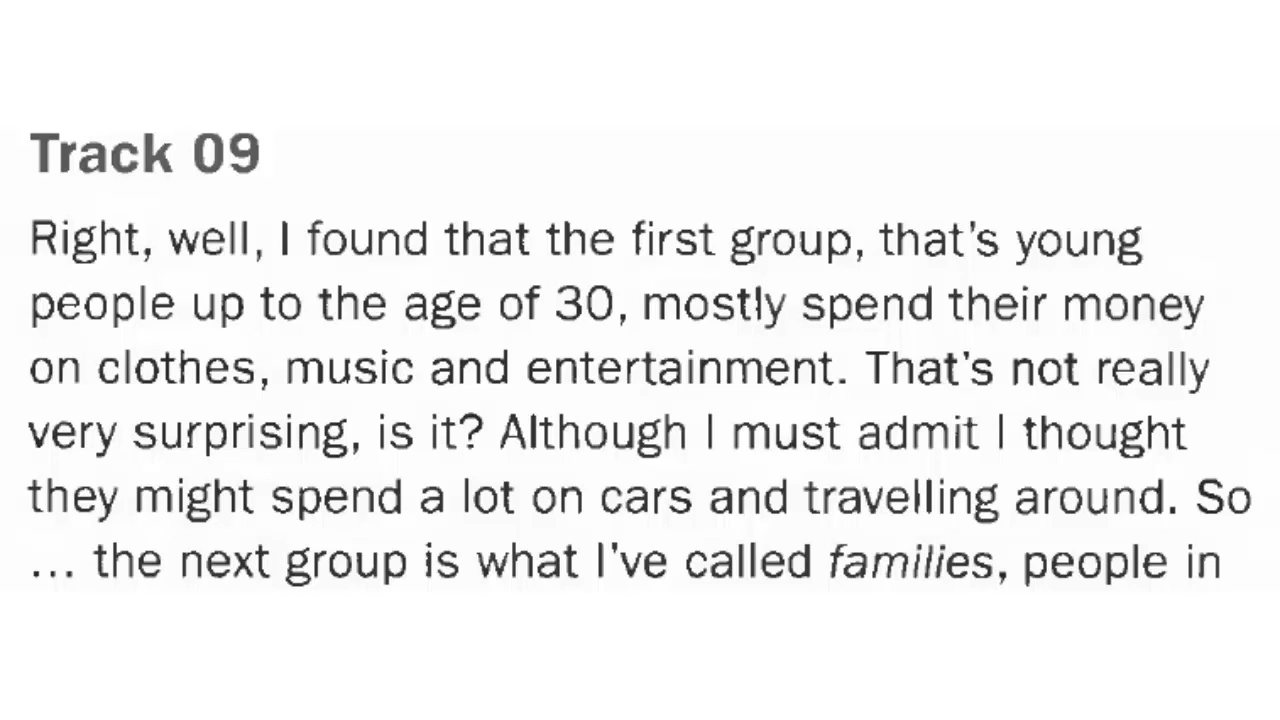 Track 09
Right, well, I found that the first group, that's young
people up to the age of 30, mostly spend their money
on clothes, music and entertainment. That's not really
very surprising, is it? Although I must admit I thought
they might spend a lot on cars and travelling around. So
... the next group is what I've called families, people in